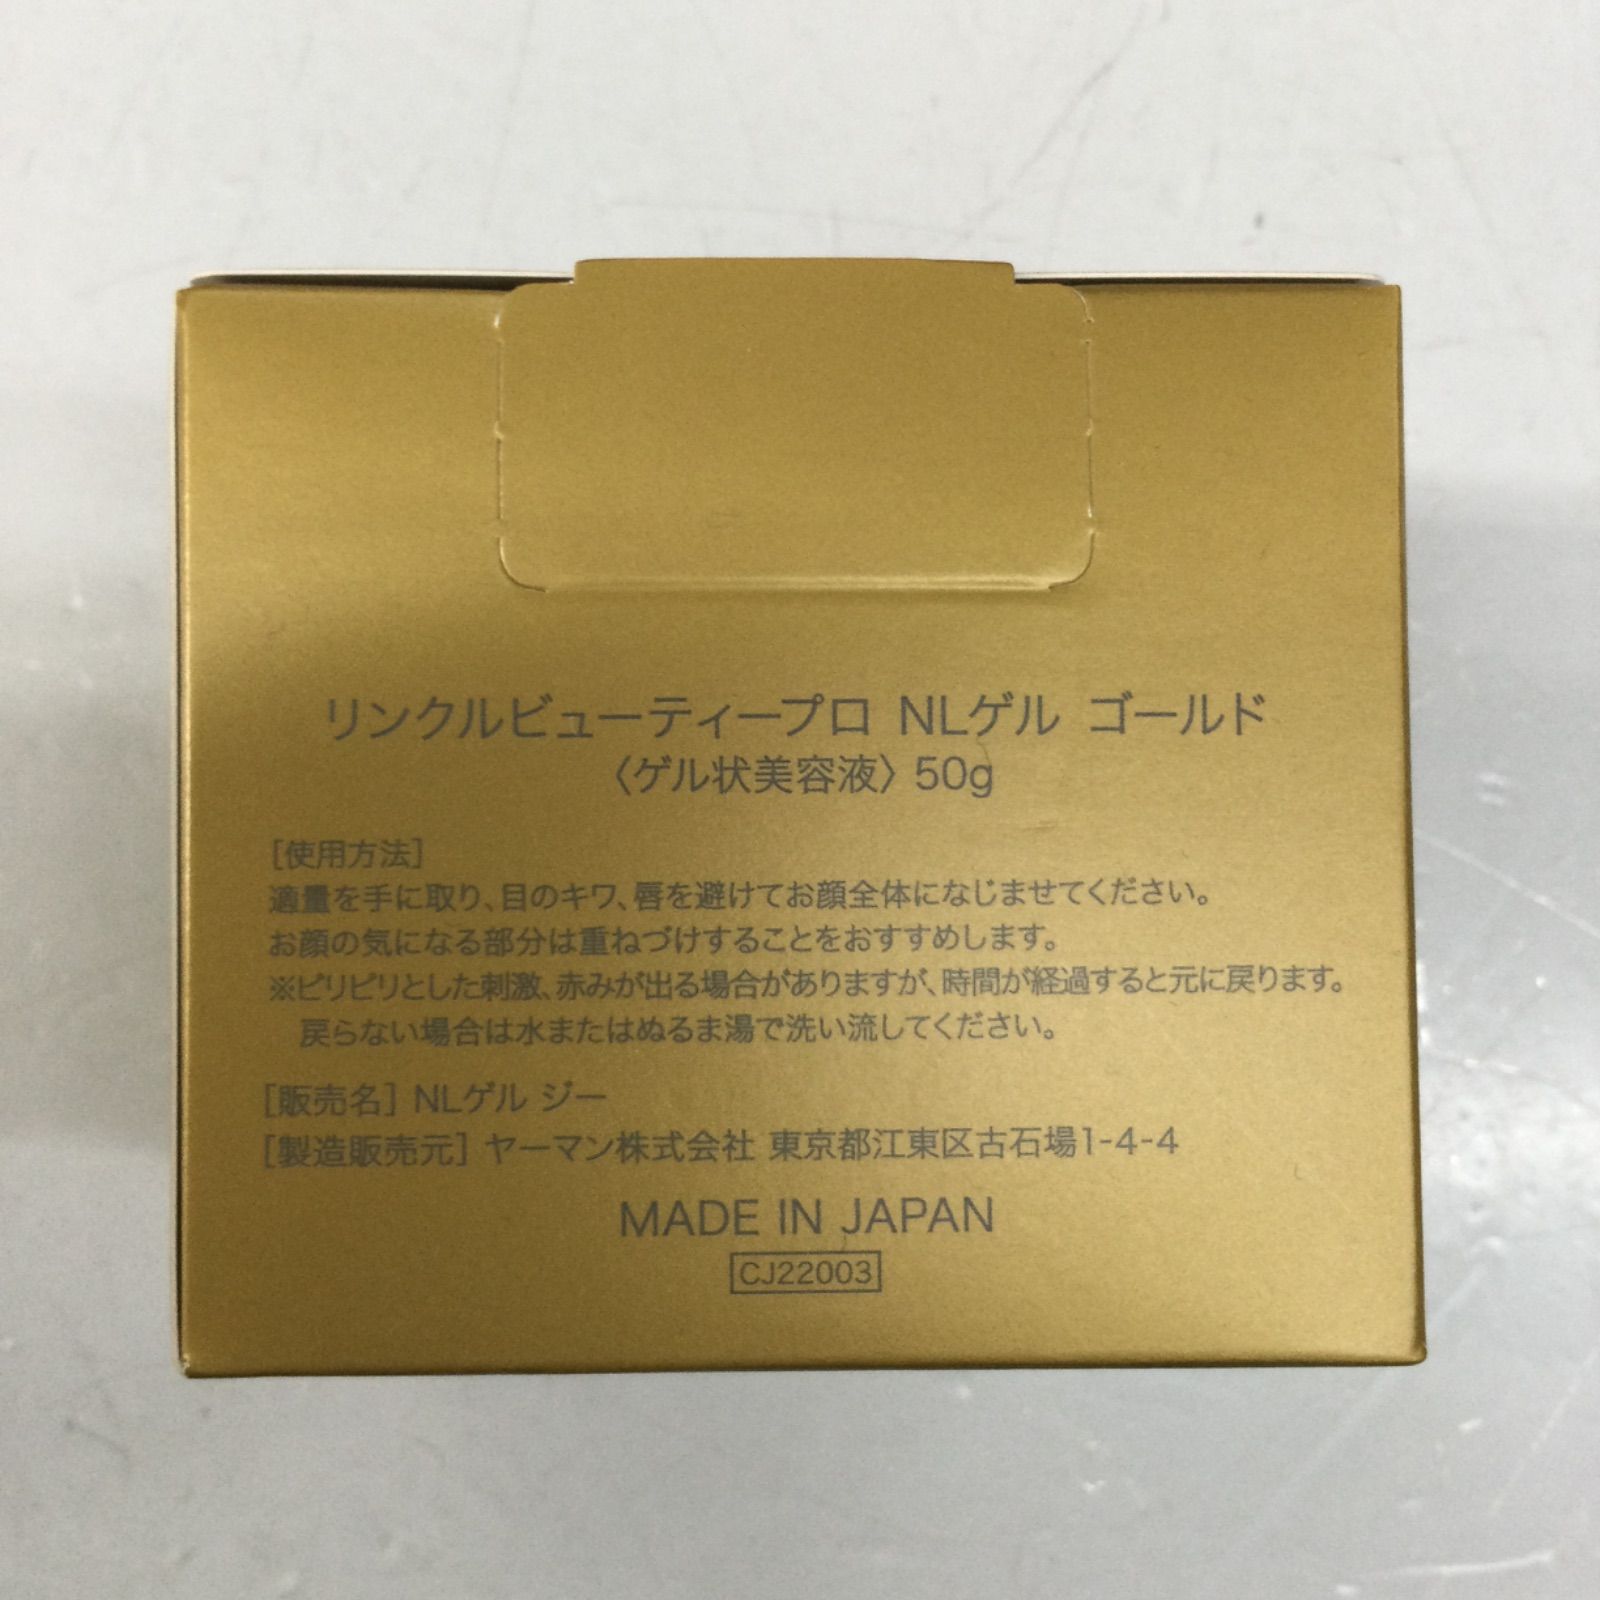 リンクルビューティープロ NLゲル ゴールド
〈ゲル状美容液〉50g
[使用方法]
適量を手に取り、目のキワ、唇を避けてお顔全体になじませてください。
お顔の気になる部分は重ねづけすることをおすすめします。
※ピリピリとした刺激、赤みが出る場合がありますが、時間が経過すると元に戻ります。
戻らない場合は水またはぬるま湯で洗い流してください。
[販売名] NLゲル ジー
[製造販売元] ヤーマン株式会社 東京都江東区古石場1-4-4
MADE IN JAPAN
CJ22003